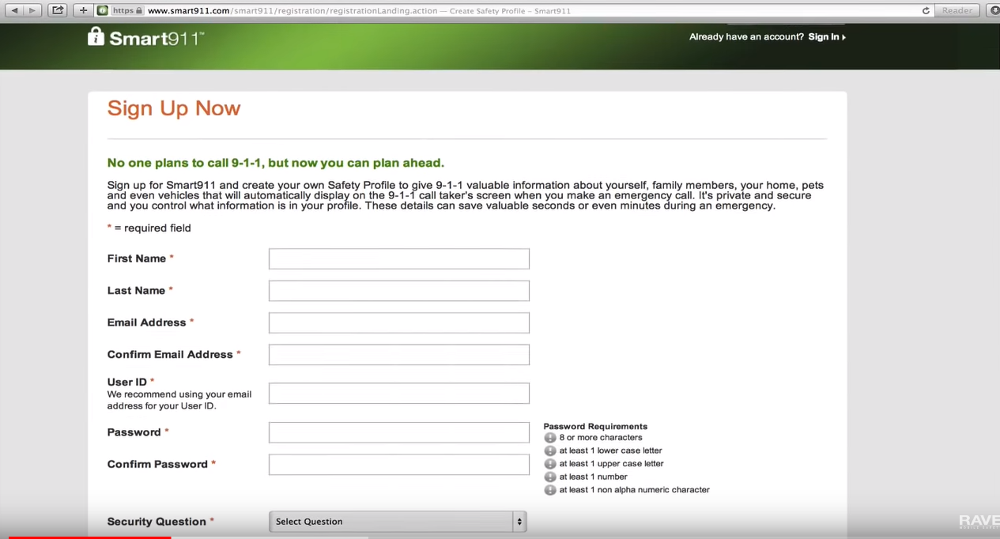 https www.smart911.com/smart911/registration/registrationLanding.action — Create Safety Profile – Smart911
Reader
Smart911™
Already have an account? Sign In
Sign Up Now
No one plans to call 9-1-1, but now you can plan ahead.
Sign up for Smart911 and create your own Safety Profile to give 9-1-1 valuable information about yourself, family members, your home, pets
and even vehicles that will automatically display on the 9-1-1 call taker's screen when you make an emergency call. It's private and secure
and you control what information is in your profile. These details can save valuable seconds or even minutes during an emergency.
* = required field
First Name *
Last Name *
Email Address *
Confirm Email Address *
User ID *
We recommend using your email
address for your User ID.
Password *
Password Requirements
8 or more characters
at least 1 lower case letter
at least 1 upper case letter
at least 1 number
at least 1 non alpha numeric character
Confirm Password *
Security Question *
Select Question
RAVE